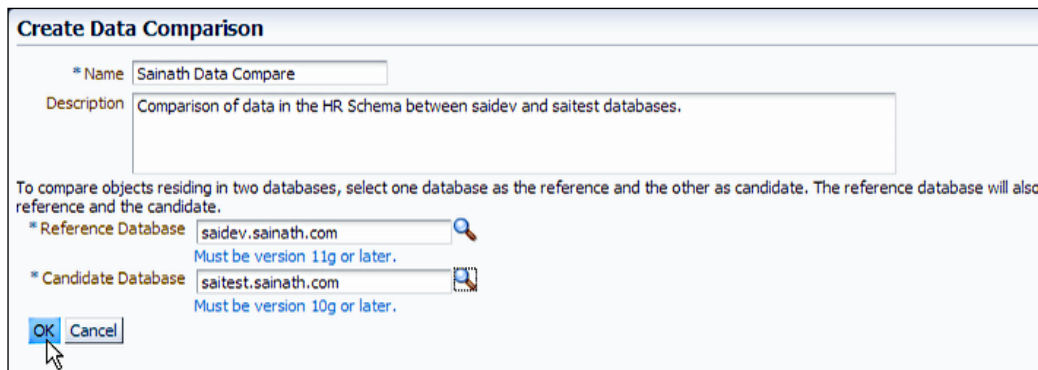 Create Data Comparison
* Name Sainath Data Compare
Description Comparison of data in the HR Schema between saidev and saitest databases.
To compare objects residing in two databases, select one database as the reference and the other as candidate. The reference database will also
reference and the candidate.
* Reference Database saidev.sainath.com
Must be version 11g or later.
* Candidate Database saitest.sainath.com
Must be version 10g or later.
OK Cancel